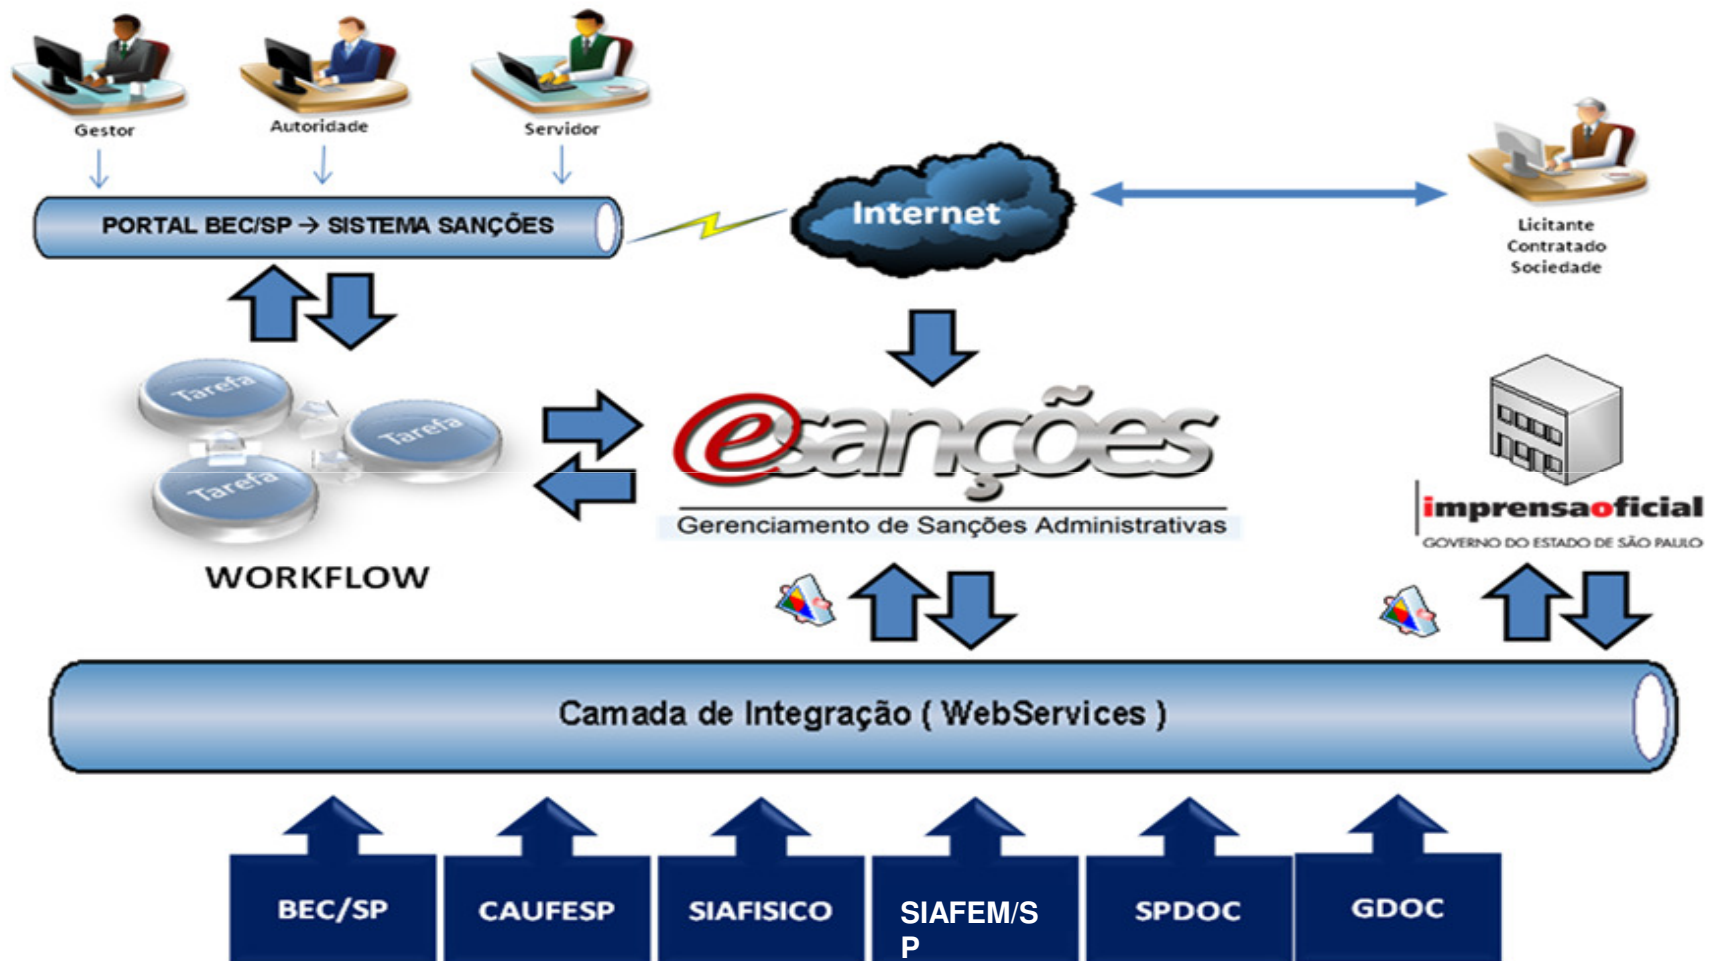 Gestor
Autoridade
Servidor
PORTAL BEC/SP → SISTEMA SANÇÕES
Internet
Licitante
Contratado
Sociedade
Tarefa
Tarefa
Tarefa
WORKFLOW
esanções
Gerenciamento de Sanções Administrativas
imprensaoficial
GOVERNO DO ESTADO DE SÃO PAULO
Camada de Integração ( WebServices )
BEC/SP
CAUFESP
SIAFISICO
SIAFEM/S
P
SPDOC
GDOC